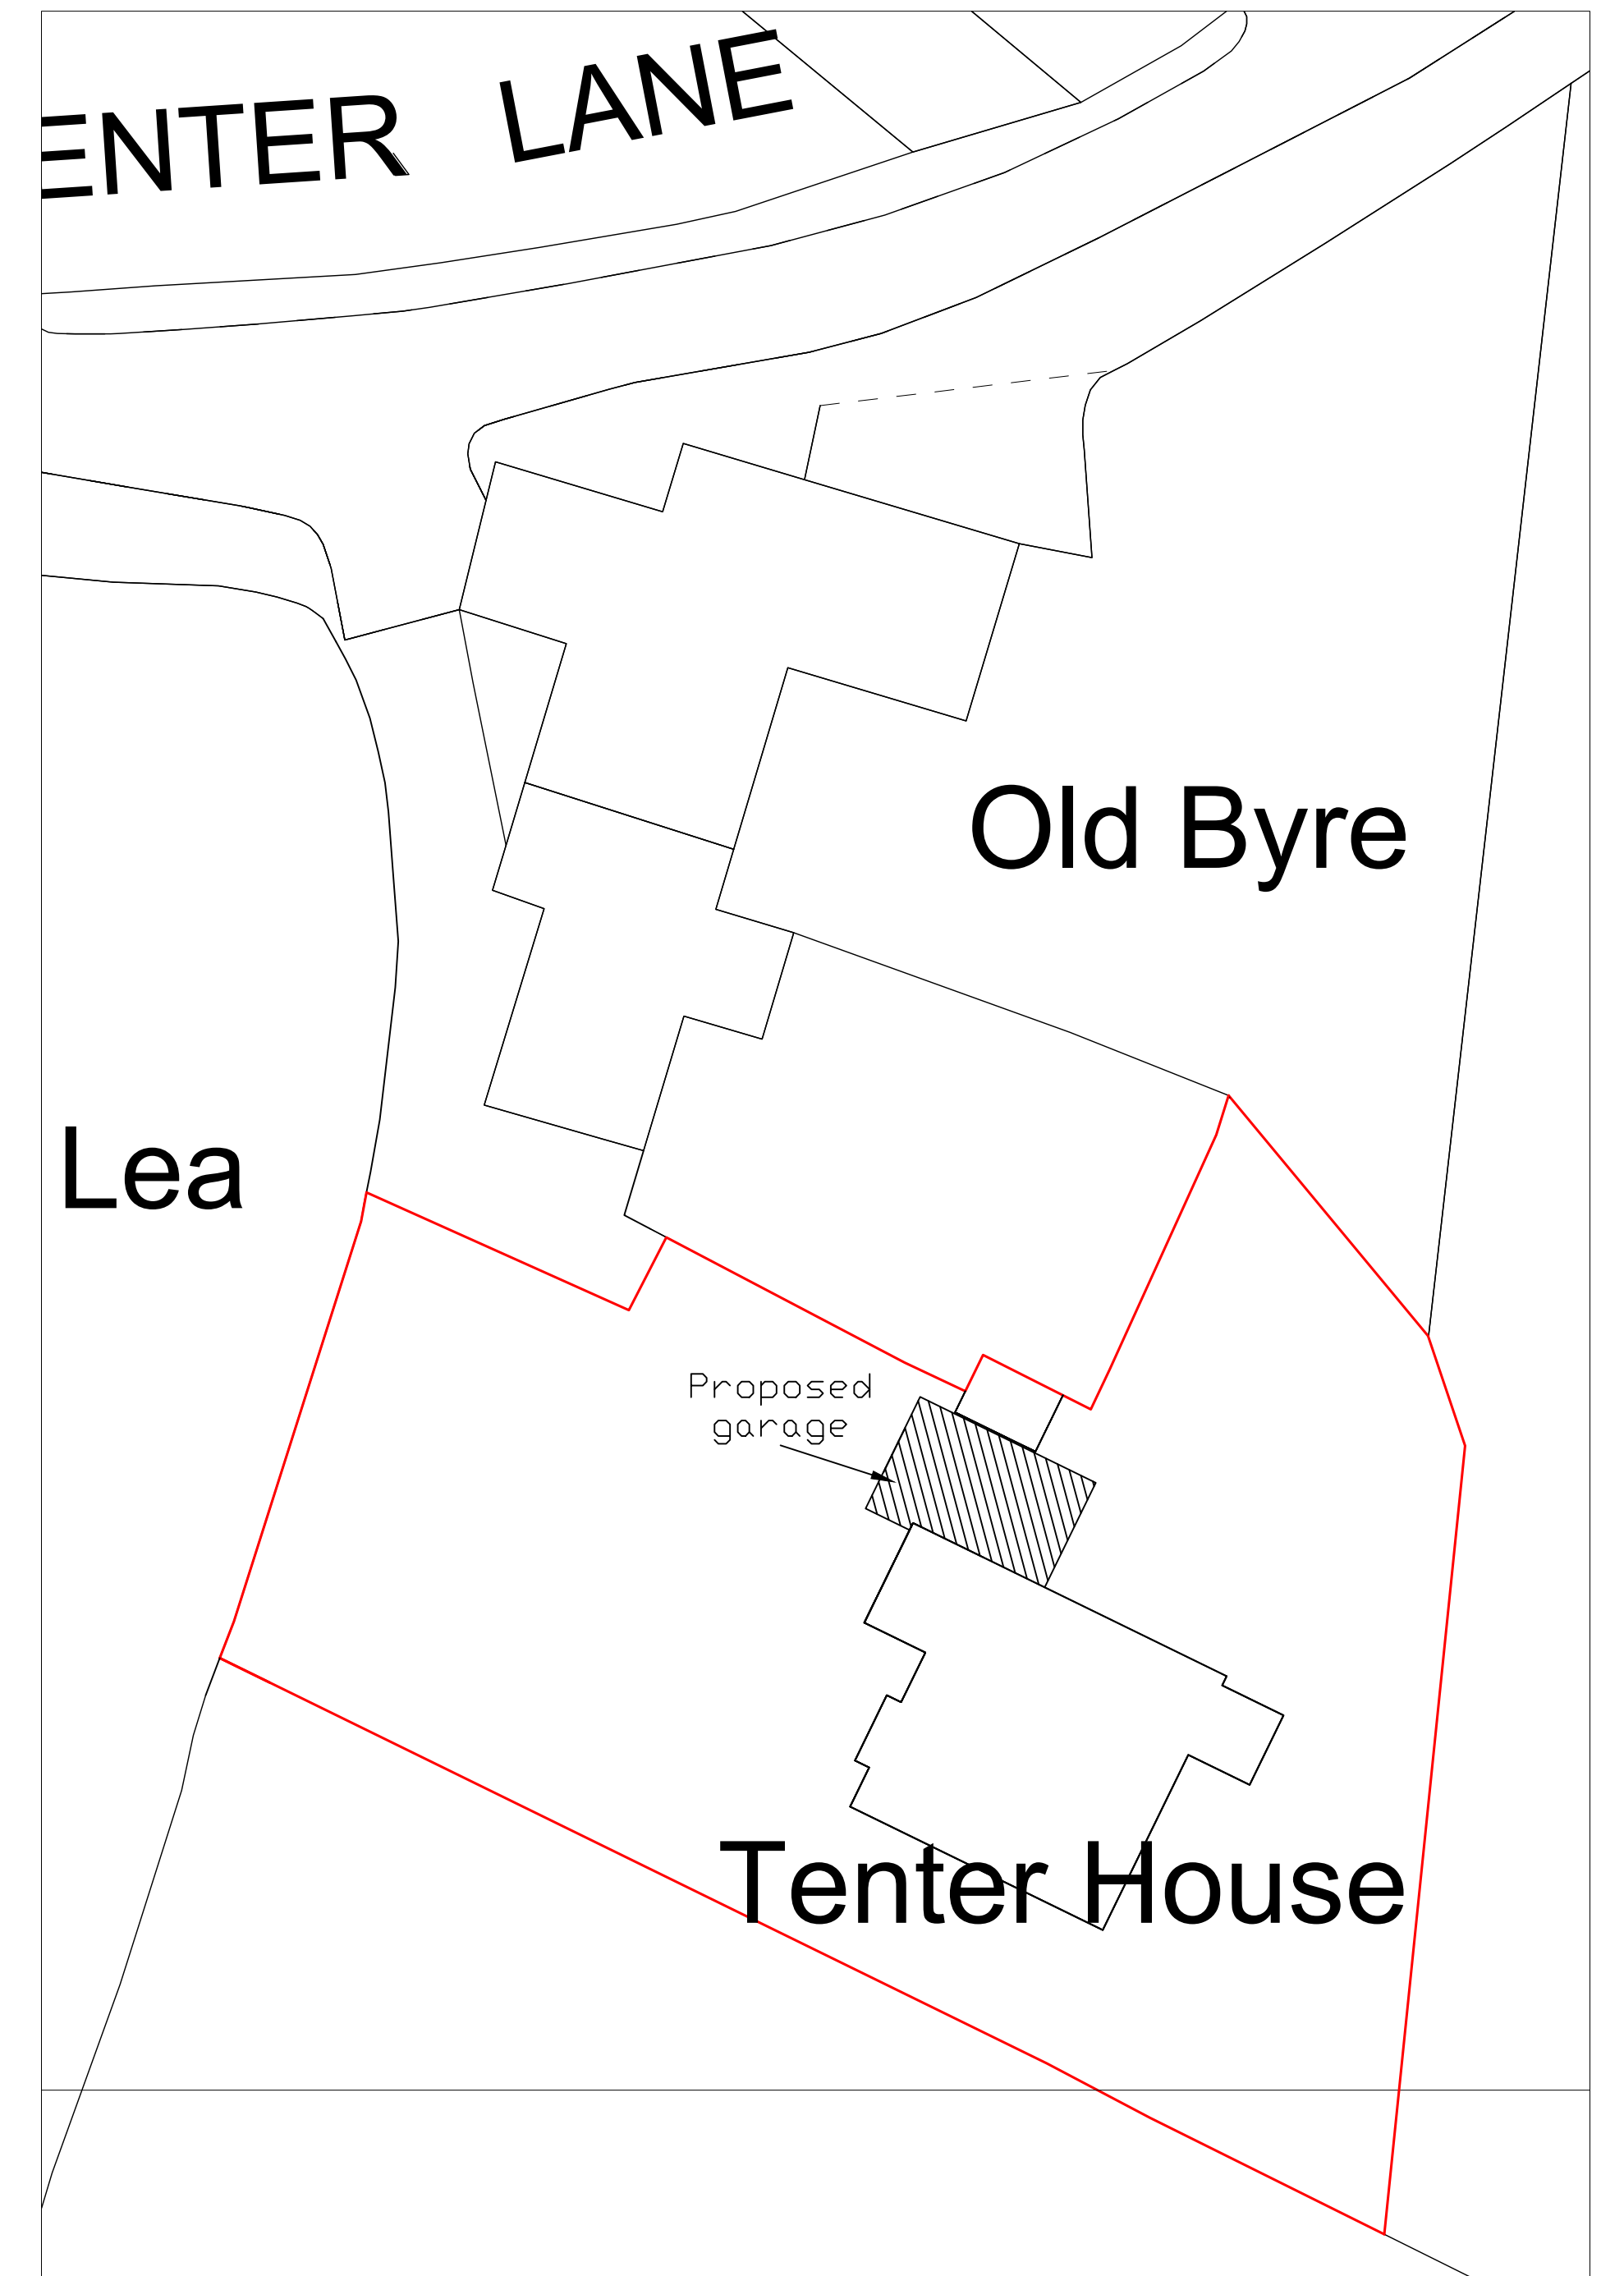 ENTER LANE
Old Byre
Lea
Proposed
garage
Tenter House